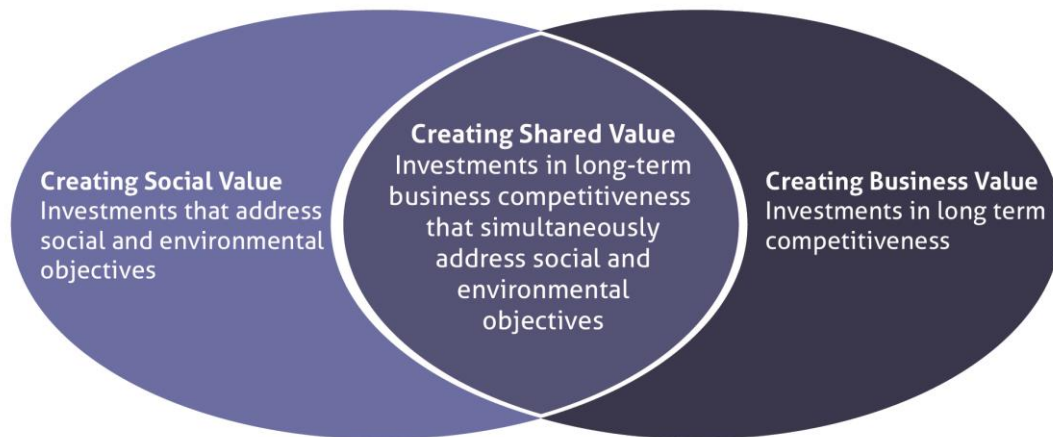 Creating Social Value
Investments that address
social and environmental
objectives
Creating Shared Value
Investments in long-term
business competitiveness
that simultaneously
address social and
environmental
objectives
Creating Business Value
Investments in long term
competitiveness